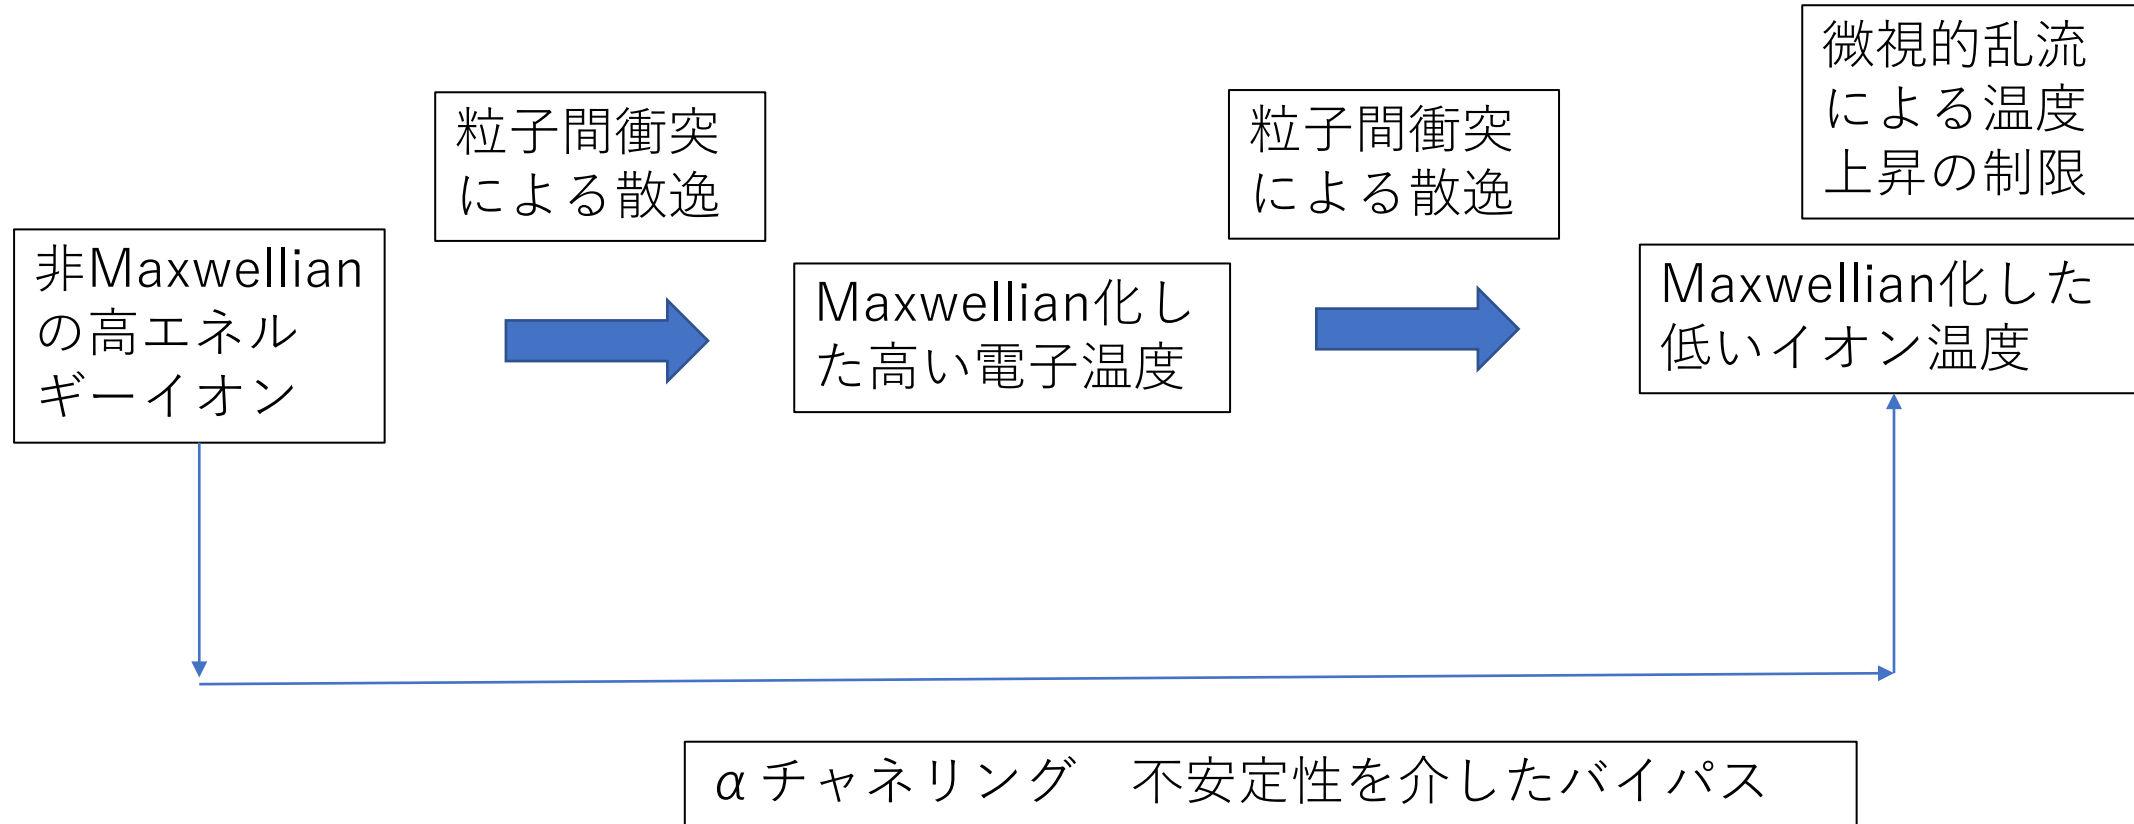 微視的乱流
による温度
上昇の制限
粒子間衝突
による散逸
粒子間衝突
による散逸
非Maxwellian
の高エネル
ギーイオン
Maxwellian化し
た高い電子温度
Maxwellian化した
低いイオン温度
αチャネリング　不安定性を介したバイパス